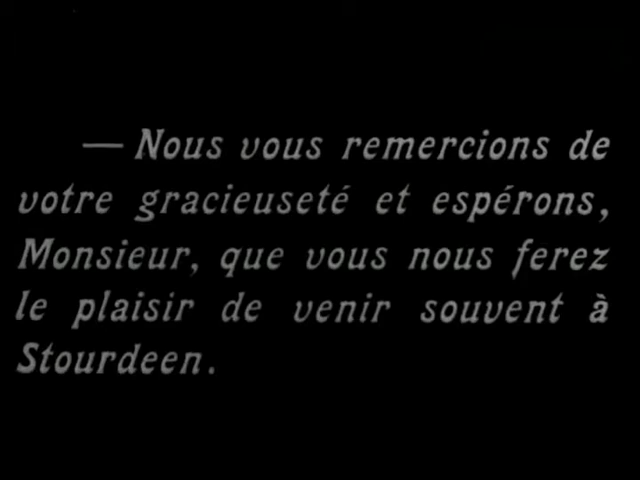 — Nous vous remercions de
votre gracieuseté et espérons,
Monsieur, que vous nous ferez
le plaisir de venir souvent à
Stourdeen.